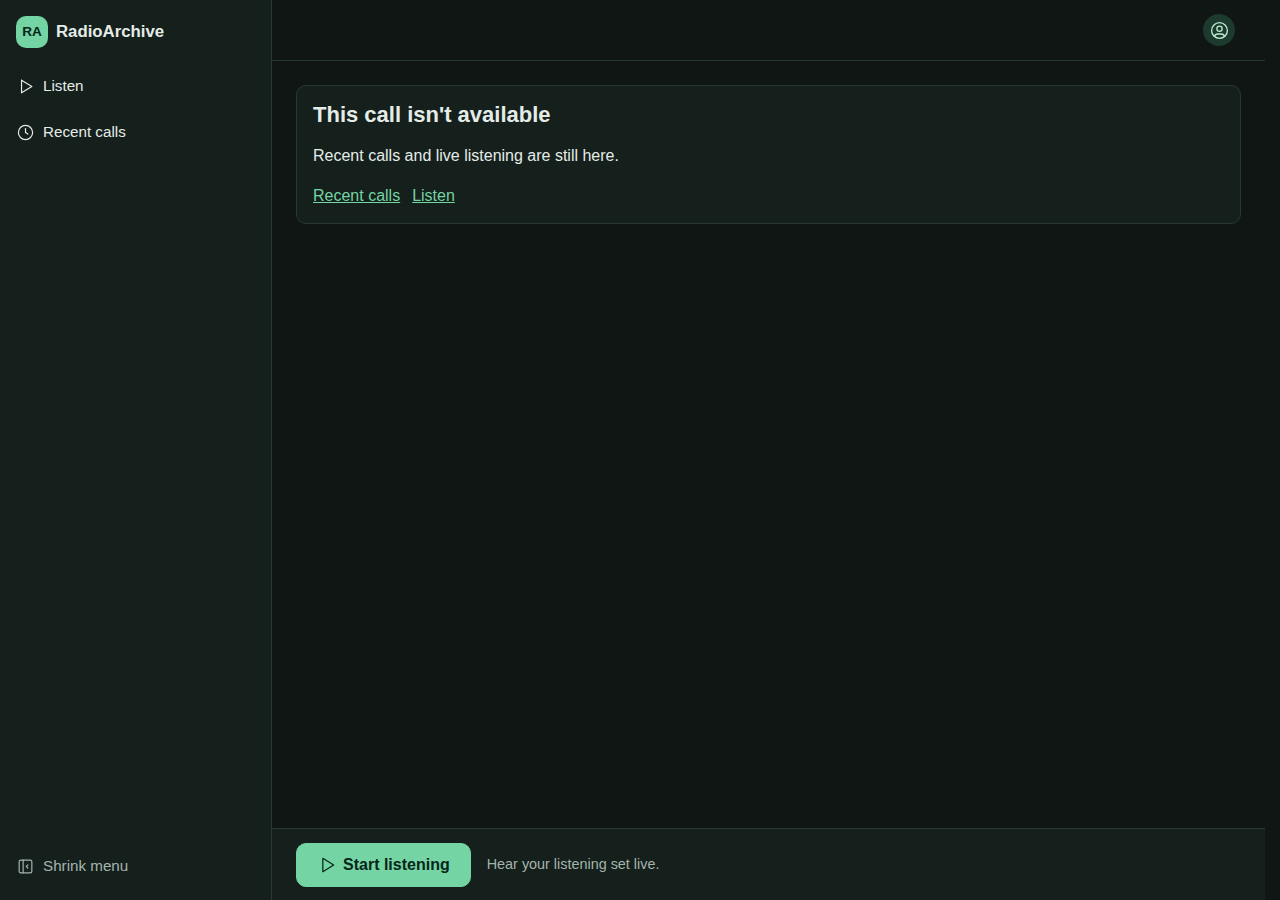 RA RadioArchive
Listen
Recent calls
This call isn't available
Recent calls and live listening are still here.
Recent calls Listen
Shrink menu
Start listening
Hear your listening set live.